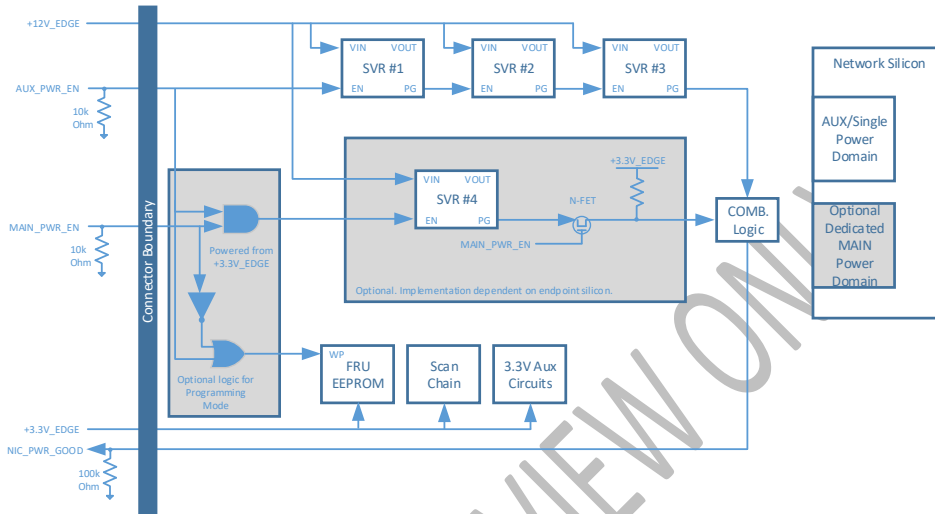 +12V_EDGE
AUX_PWR_EN
10k
Ohm
MAIN_PWR_EN
10k
Ohm
+3.3V_EDGE
NIC_PWR_GOOD
100k
Ohm
Connector Boundary
VIN VOUT
SVR #1
EN PG
VIN VOUT
SVR #2
EN PG
VIN VOUT
SVR #3
EN PG
Powered from
+3.3V_EDGE
Optional logic for
Programming
Mode
VIN VOUT
SVR #4
EN PG
N-FET
MAIN_PWR_EN
+3.3V_EDGE
Optional. Implementation dependent on endpoint silicon.
COMB.
Logic
WP
FRU
EEPROM
Scan
Chain
3.3V Aux
Circuits
Network Silicon
AUX/Single
Power
Domain
Optional
Dedicated
MAIN
Power
Domain